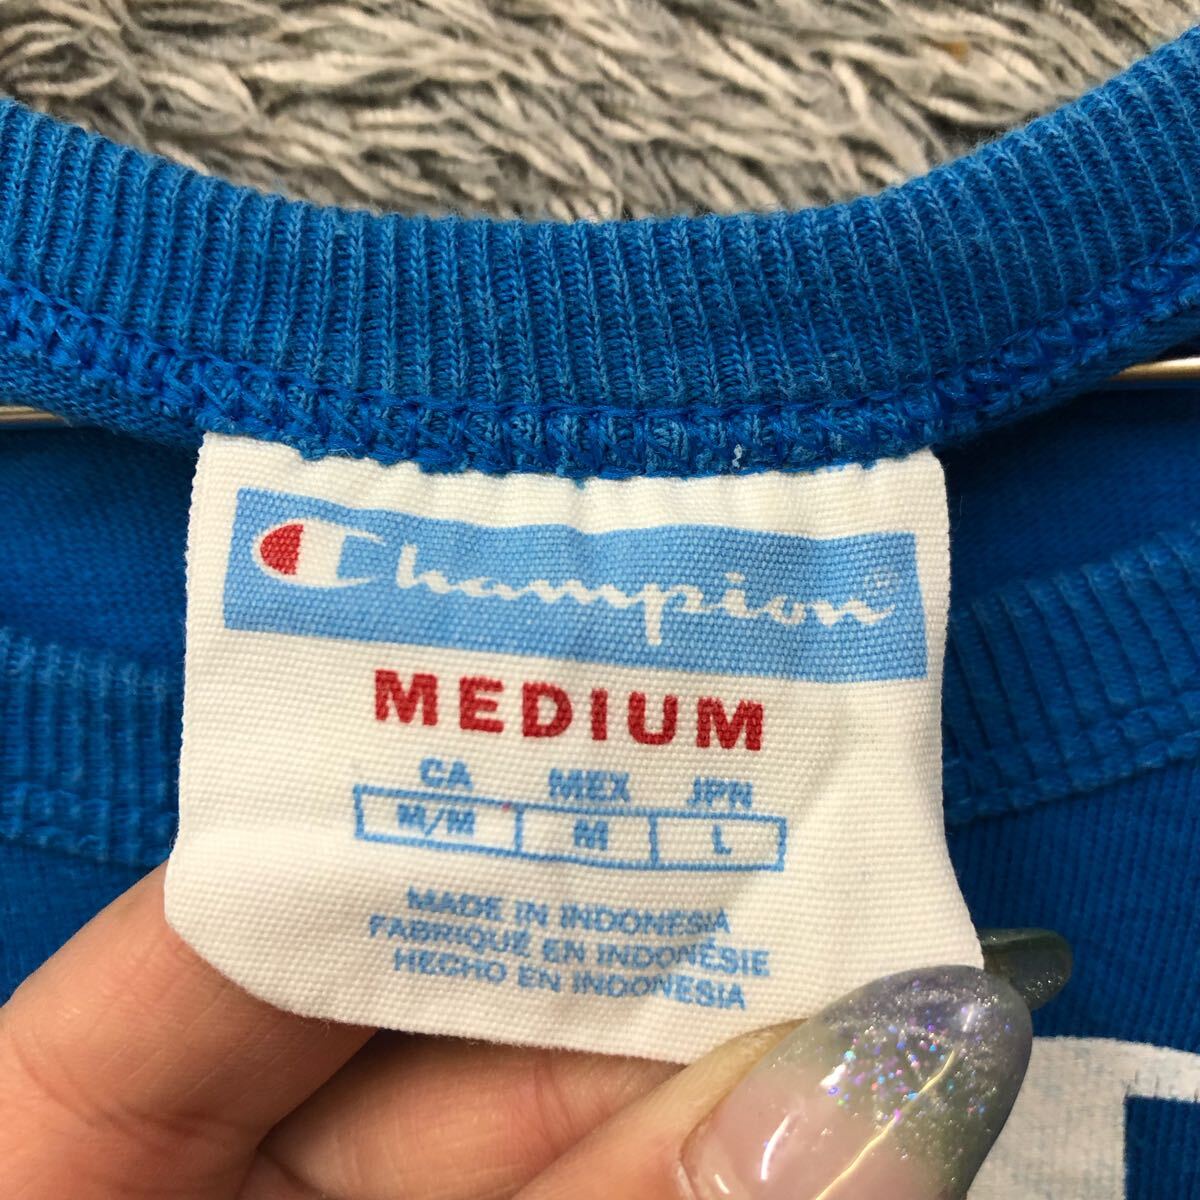 Champion®
MEDIUM
CA MEX JPN
M/M M L
MADE IN INDONESIA
FABRIQUÉ EN INDONÉSIE
HECHO EN INDONESIA